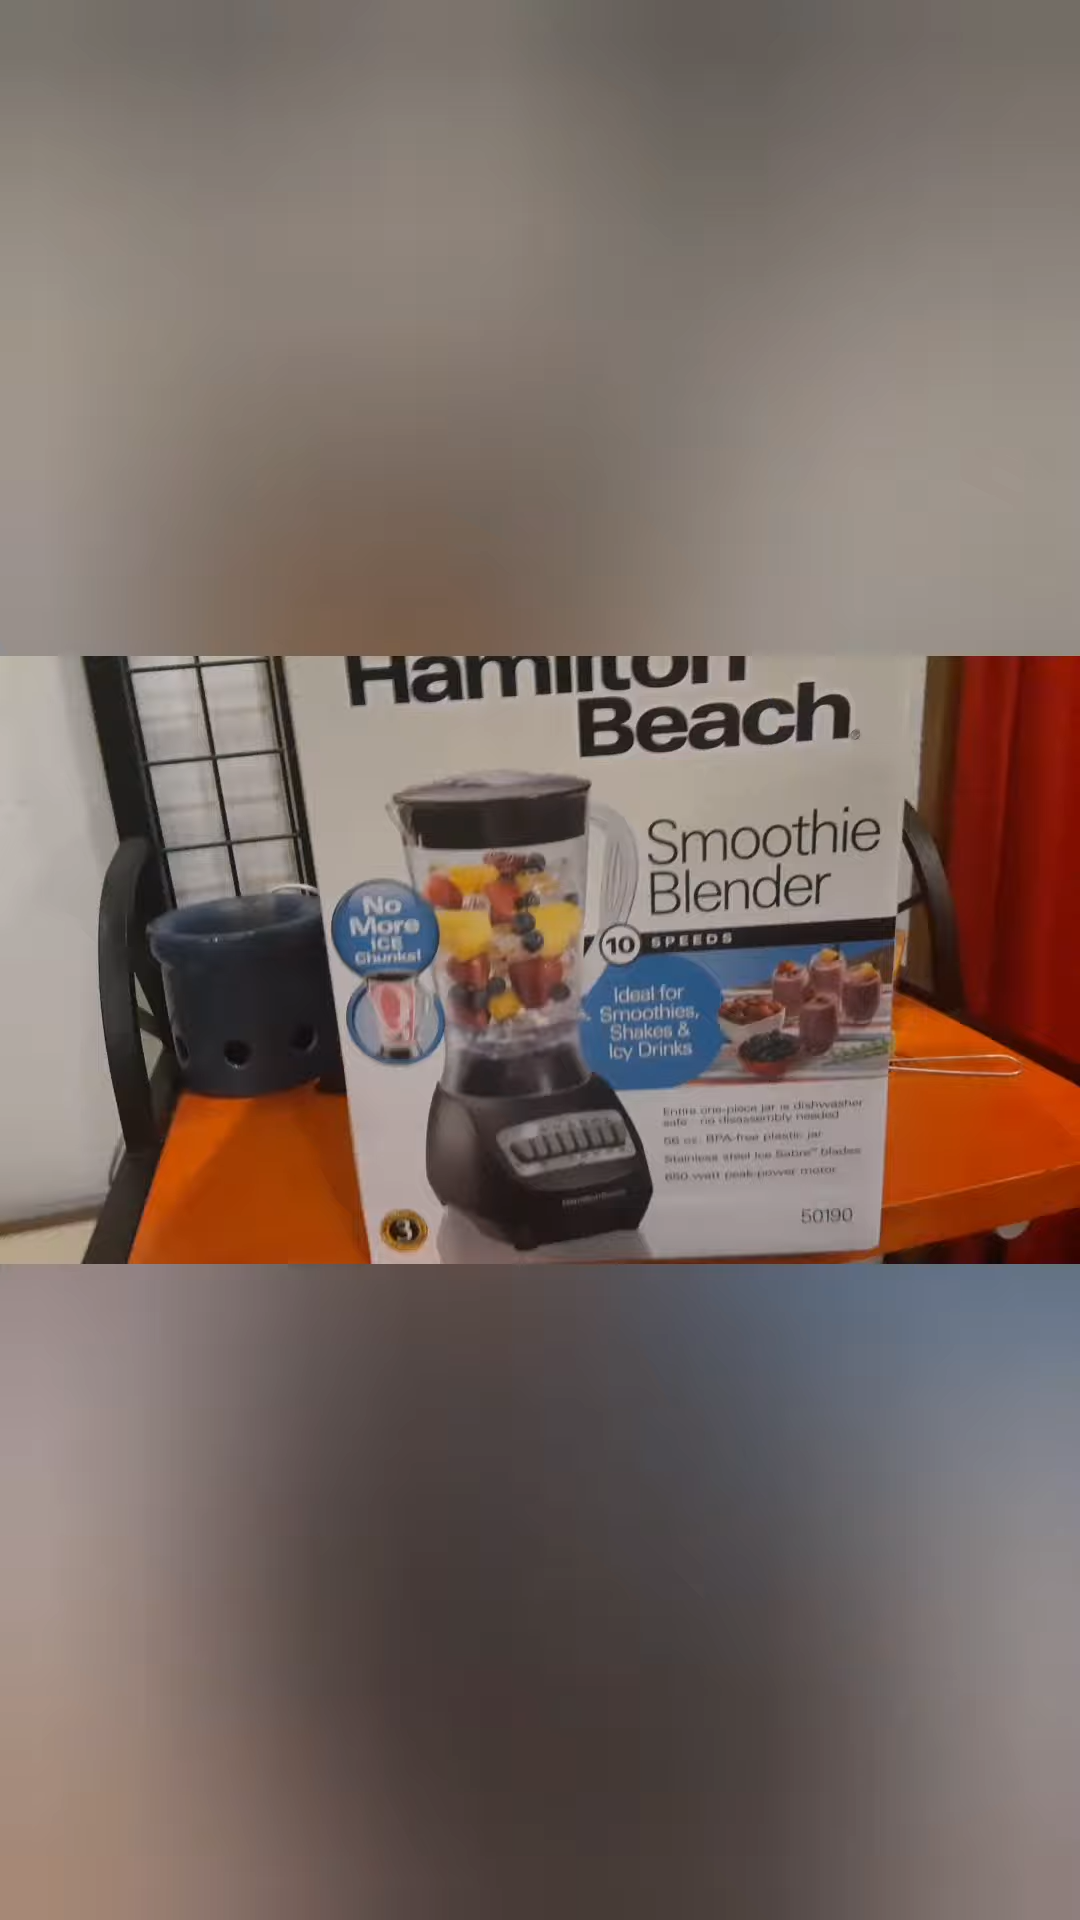 Hamilton
Beach®
Smoothie
Blender
10 SPEEDS
No
More
ICE
Chunks!
Ideal for
Smoothies,
Shakes &
Icy Drinks
Entire one-piece jar is dishwasher
safe - no disassembly needed
56 oz. BPA-free plastic jar
Stainless steel Ice Sabre™ blades
650 watt peak-power motor
HamiltonBeach
3
50190